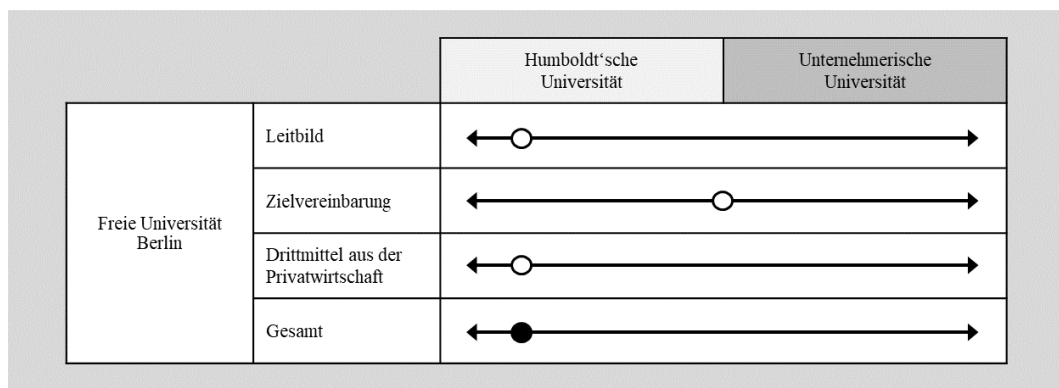 Humboldt‘sche
Universität
Unternehmerische
Universität
Freie Universität
Berlin
Leitbild
Zielvereinbarung
Drittmittel aus der
Privatwirtschaft
Gesamt